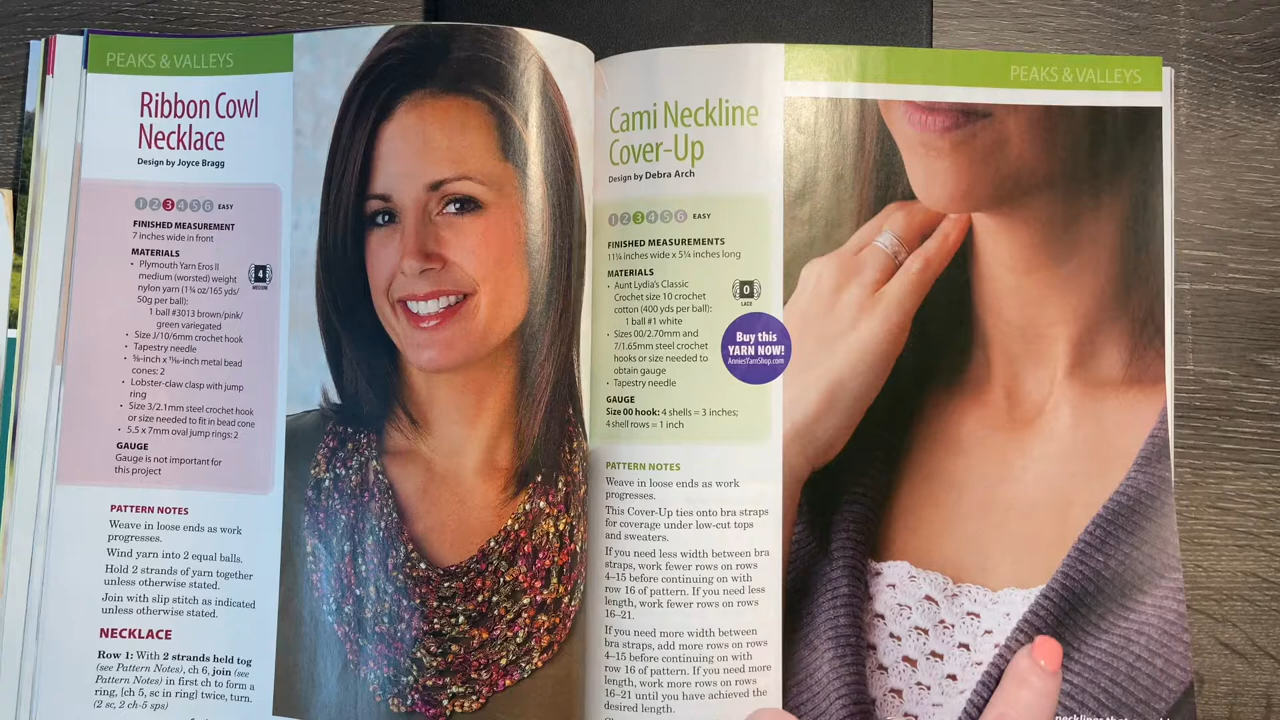 PEAKS & VALLEYS
Ribbon Cowl
Necklace
Design by Joyce Bragg
1 2 3 4 5 6 EASY
FINISHED MEASUREMENT
7 inches wide in front
MATERIALS
• Plymouth Yarn Eros II
medium (worsted) weight
nylon yarn (1¾ oz/165 yds/
50g per ball):
1 ball #3013 brown/pink/
green variegated
• Size J/10/6mm crochet hook
• Tapestry needle
• ⅝-inch x ¹¹⁄₁₆-inch metal bead
cones: 2
• Lobster-claw clasp with jump
ring
• Size 3/2.1mm steel crochet hook
or size needed to fit in bead cone
• 5.5 x 7mm oval jump rings: 2
4
MEDIUM
GAUGE
Gauge is not important for
this project
PATTERN NOTES
Weave in loose ends as work
progresses.
Wind yarn into 2 equal balls.
Hold 2 strands of yarn together
unless otherwise stated.
Join with slip stitch as indicated
unless otherwise stated.
NECKLACE
Row 1: With 2 strands held tog
(see Pattern Notes), ch 6, join (see
Pattern Notes) in first ch to form a
ring, [ch 5, sc in ring] twice, turn.
(2 sc, 2 ch-5 sps)
PEAKS & VALLEYS
Cami Neckline
Cover-Up
Design by Debra Arch
1 2 3 4 5 6 EASY
FINISHED MEASUREMENTS
11¼ inches wide x 5¼ inches long
MATERIALS
• Aunt Lydia's Classic
Crochet size 10 crochet
cotton (400 yds per ball):
1 ball #1 white
• Sizes 00/2.70mm and
7/1.65mm steel crochet
hooks or size needed to
obtain gauge
• Tapestry needle
0
LACE
Buy this
YARN NOW!
AnniesYarnShop.com
GAUGE
Size 00 hook: 4 shells = 3 inches;
4 shell rows = 1 inch
PATTERN NOTES
Weave in loose ends as work
progresses.
This Cover-Up ties onto bra straps
for coverage under low-cut tops
and sweaters.
If you need less width between bra
straps, work fewer rows on rows
4–15 before continuing on with
row 16 of pattern. If you need less
length, work fewer rows on rows
16–21.
If you need more width between
bra straps, add more rows on rows
4–15 before continuing on with
row 16 of pattern. If you need more
length, work more rows on rows
16–21 until you have achieved the
desired length.